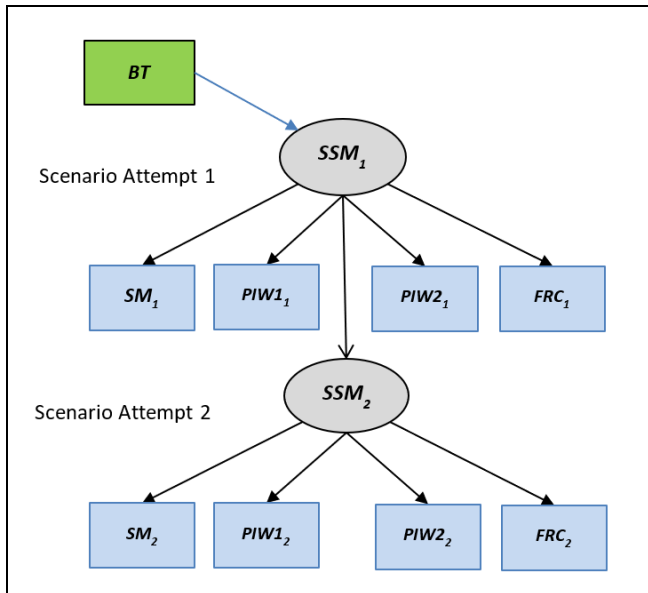 BT
SSM₁
Scenario Attempt 1
SM₁ PIW1₁ PIW2₁ FRC₁
SSM₂
Scenario Attempt 2
SM₂ PIW1₂ PIW2₂ FRC₂